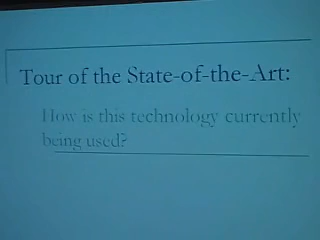 Tour of the State-of-the-Art:
How is this technology currently
being used?